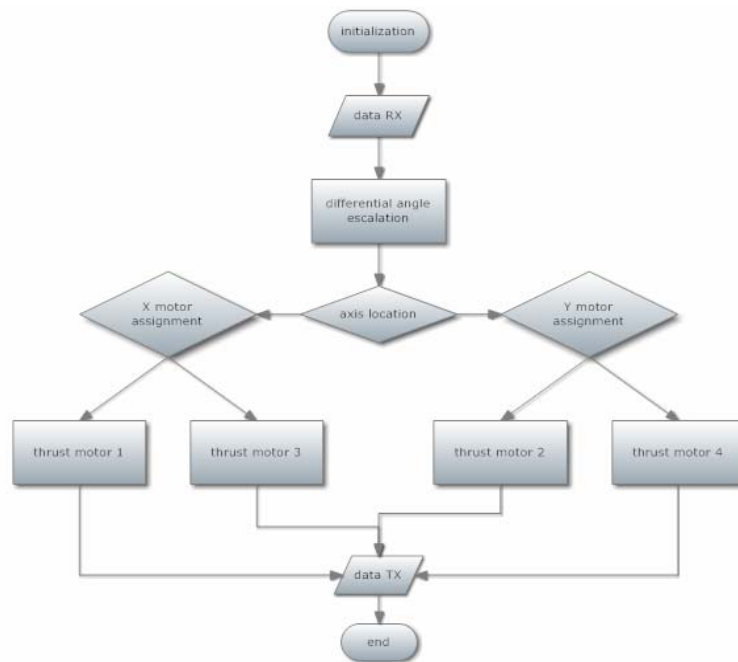 initialization
data RX
differential angle
escalation
X motor
assignment
axis location
Y motor
assignment
thrust motor 1
thrust motor 3
thrust motor 2
thrust motor 4
data TX
end